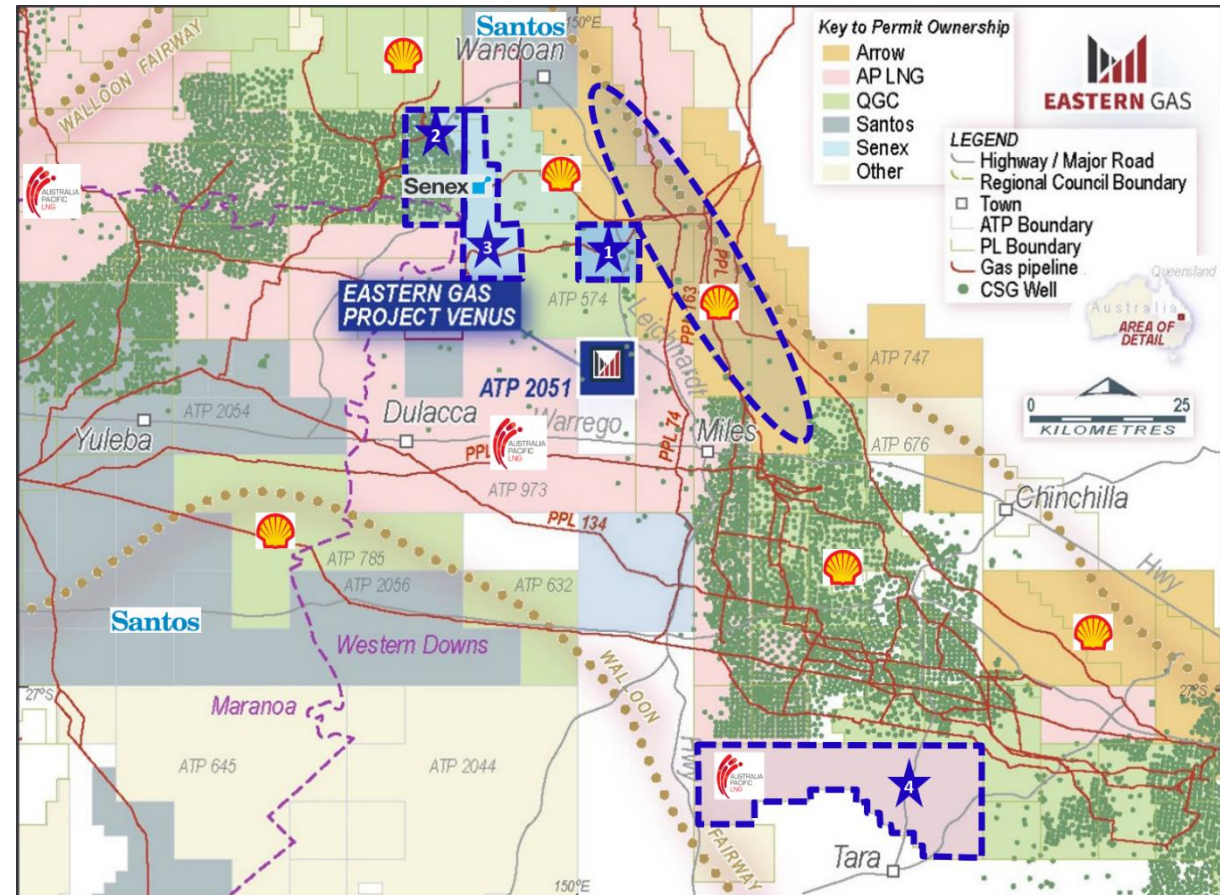 WALLOON FAIRWAY
Santos
150°E
Wandoan
Key to Permit Ownership
Arrow
AP LNG
QGC
Santos
Senex
Other
EASTERN GAS
LEGEND
Highway / Major Road
Regional Council Boundary
Town
ATP Boundary
PL Boundary
Gas pipeline
CSG Well
Queensland
Australia
AREA OF
DETAIL
0 25
KILOMETRES
AUSTRALIA
PACIFIC
LNG
2
Senex
3
1
PPL
PPL 163
EASTERN GAS
PROJECT VENUS
ATP 574
Leichhardt
ATP 747
ATP 2051
ATP 2054
Dulacca
Warrego
Yuleba
AUSTRALIA
PACIFIC
LNG
PPL
PPL 74
Miles
ATP 676
Chinchilla
ATP 973
PPL 134
Hwy
ATP 785
ATP 2056
ATP 632
Santos
Western Downs
WALLOON
FAIRWAY
27°S
27°S
Maranoa
ATP 645
ATP 2044
Hwy
AUSTRALIA
PACIFIC
LNG
4
Tara
150°E